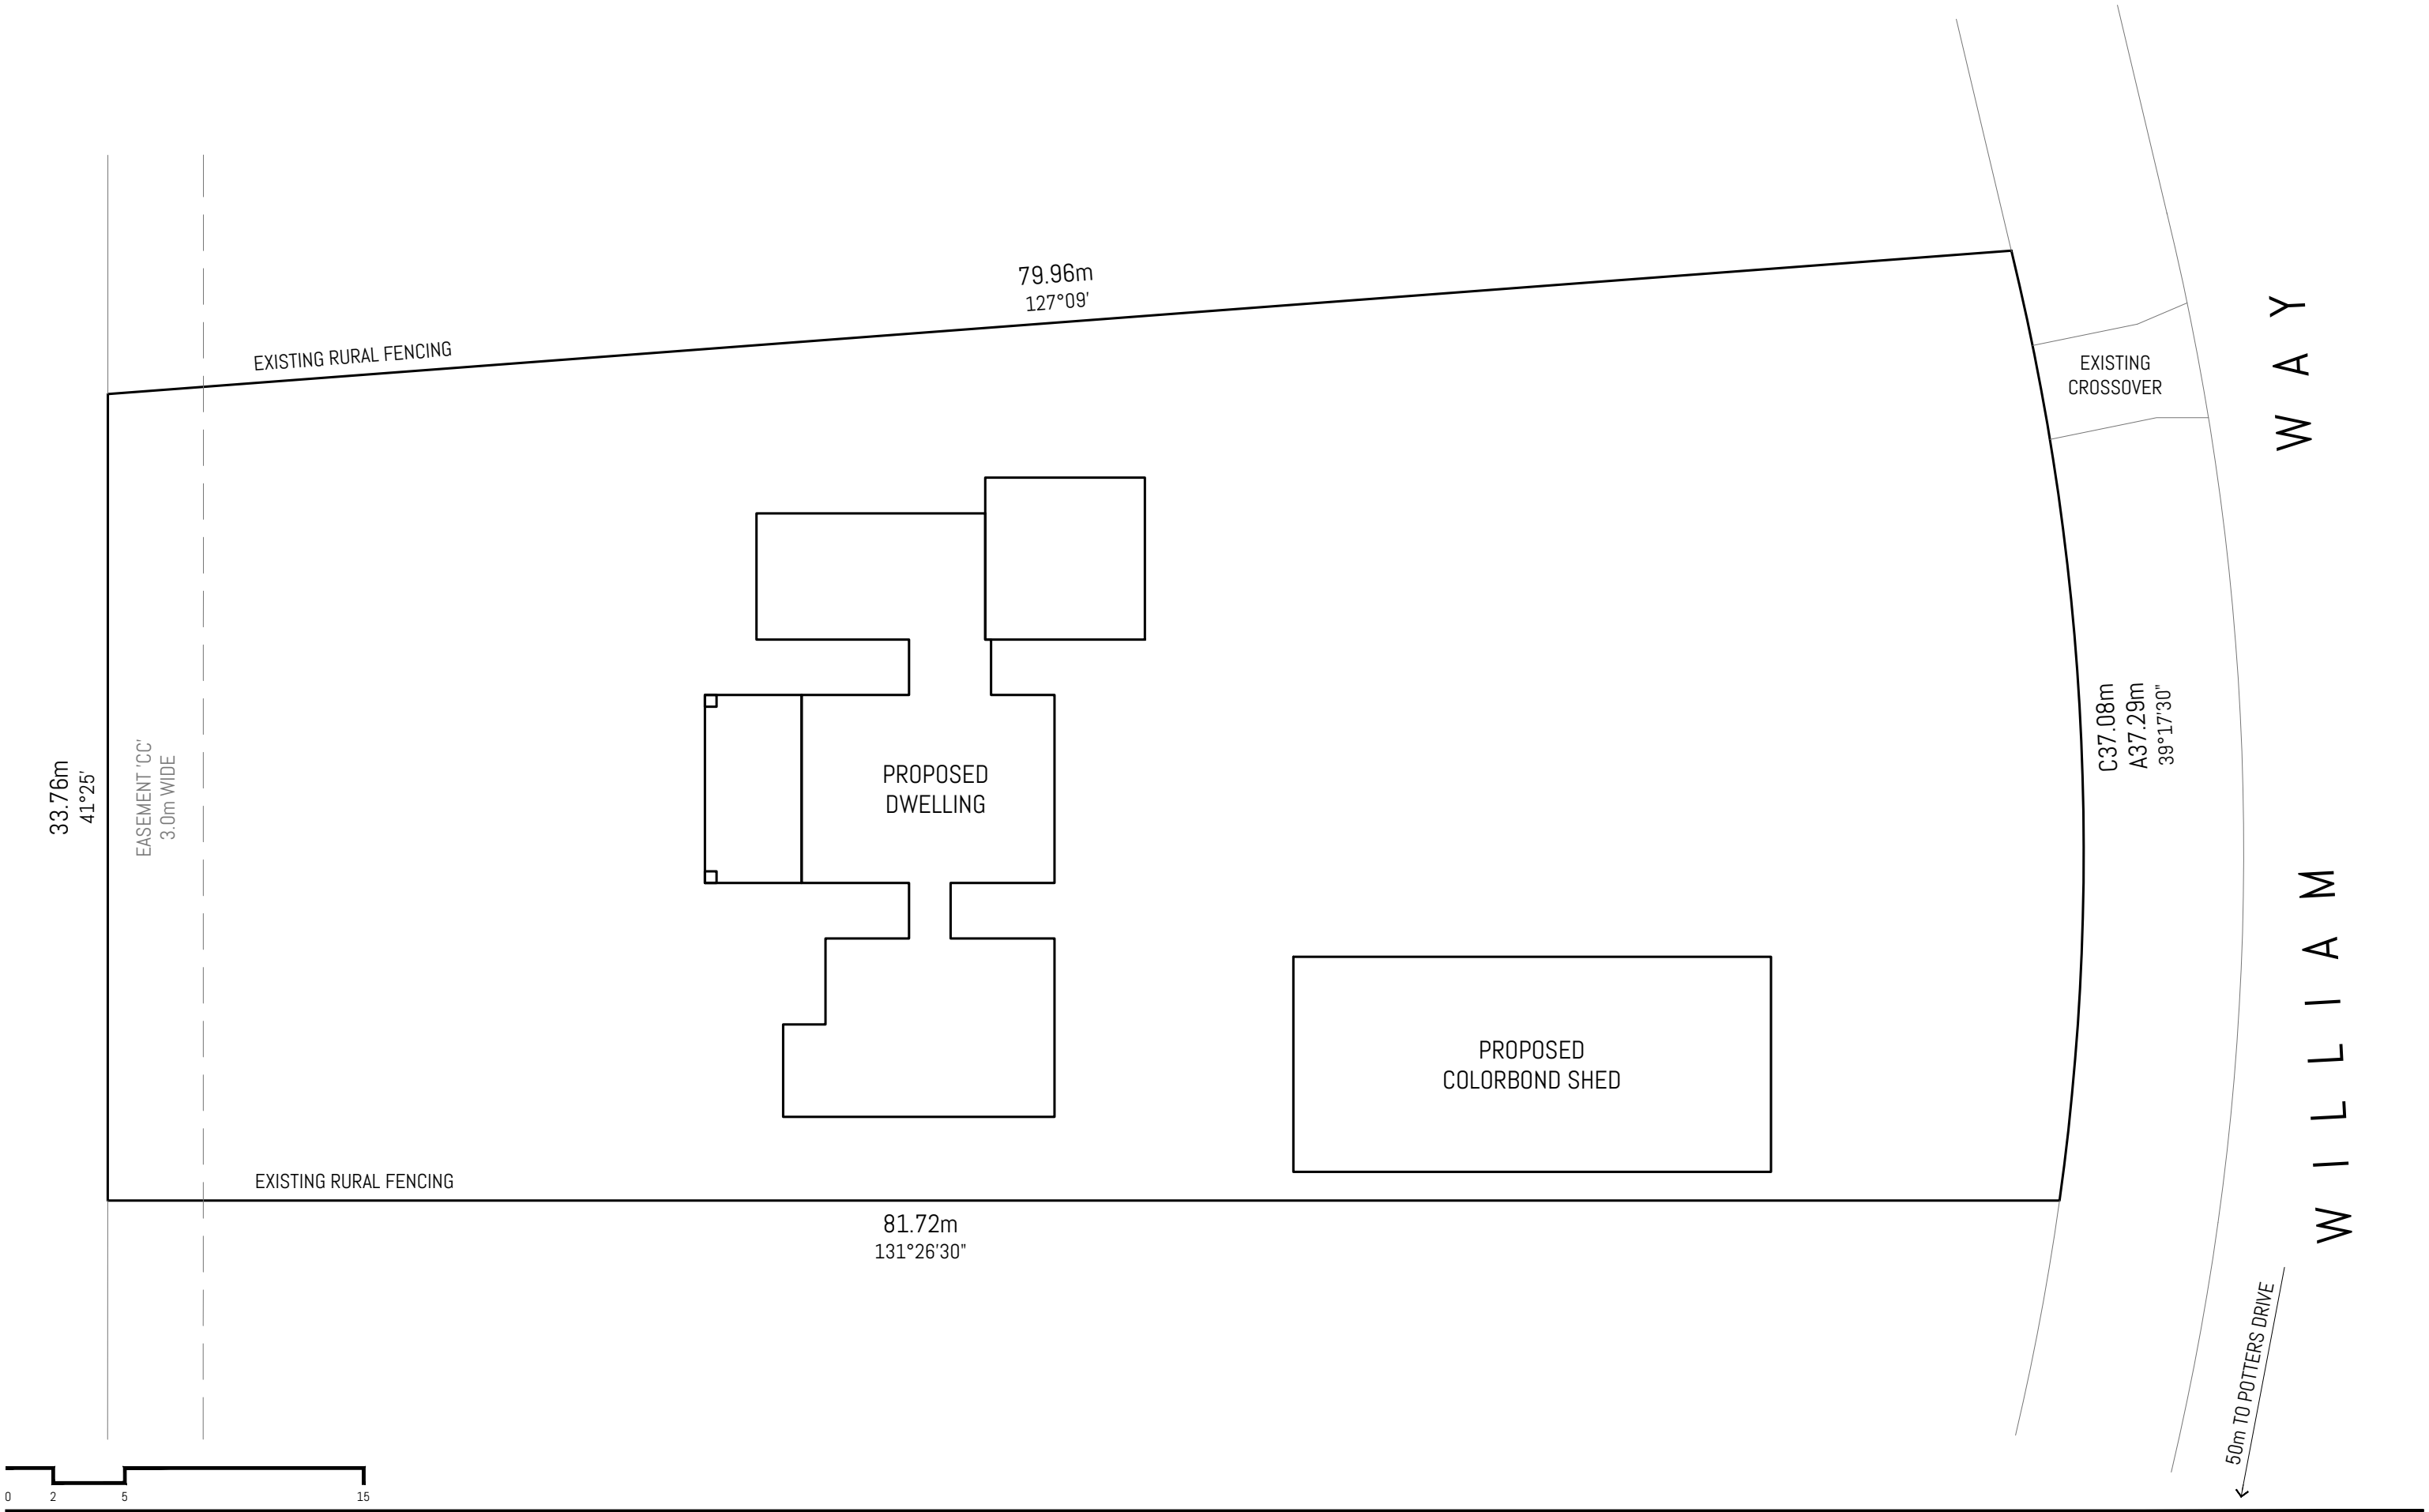 79.96m
127°09'
EXISTING RURAL FENCING
EXISTING
CROSSOVER
WILLIAM WAY
33.76m
41°25'
EASEMENT 'CC'
3.0m WIDE
PROPOSED
DWELLING
C37.08m
A37.29m
39°17'30"
PROPOSED
COLORBOND SHED
EXISTING RURAL FENCING
81.72m
131°26'30"
50m TO POTTERS DRIVE
0 2 5 15